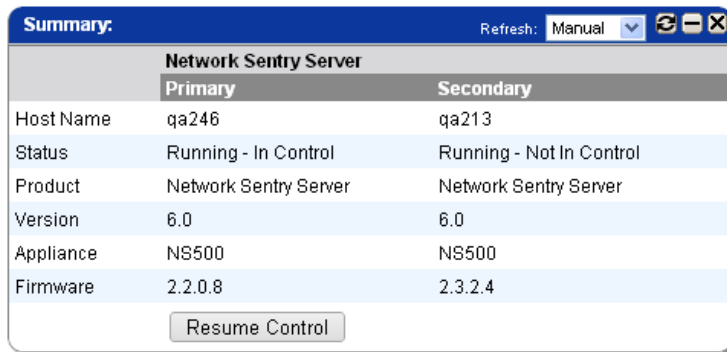 Summary: Refresh: Manual
Network Sentry Server
Primary Secondary
Host Name qa246 qa213
Status Running - In Control Running - Not In Control
Product Network Sentry Server Network Sentry Server
Version 6.0 6.0
Appliance NS500 NS500
Firmware 2.2.0.8 2.3.2.4
Resume Control